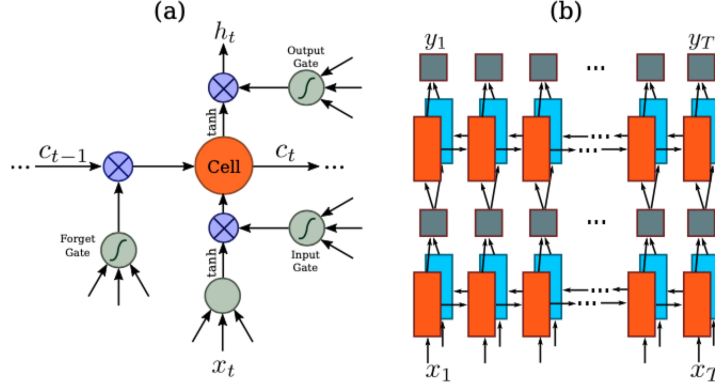 (a)
h_t
Output
Gate
tanh
... c_{t-1}
Cell
c_t ...
Forget
Gate
tanh
Input
Gate
x_t
(b)
y_1
y_T
...
...
...
...
...
...
x_1
x_T